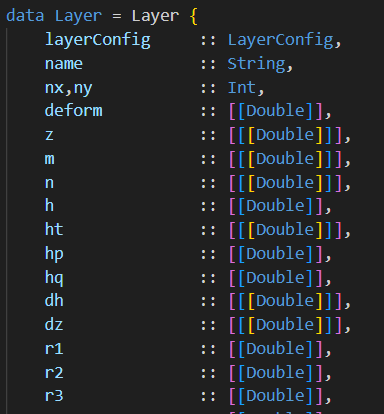 data Layer = Layer {
    layerConfig     :: LayerConfig,
    name            :: String,
    nx,ny           :: Int,
    deform          :: [[Double]],
    z               :: [[[Double]]],
    m               :: [[[Double]]],
    n               :: [[[Double]]],
    h               :: [[Double]],
    ht              :: [[[Double]]],
    hp              :: [[Double]],
    hq              :: [[Double]],
    dh              :: [[[Double]]],
    dz              :: [[[Double]]],
    r1              :: [[Double]],
    r2              :: [[Double]],
    r3              :: [[Double]],